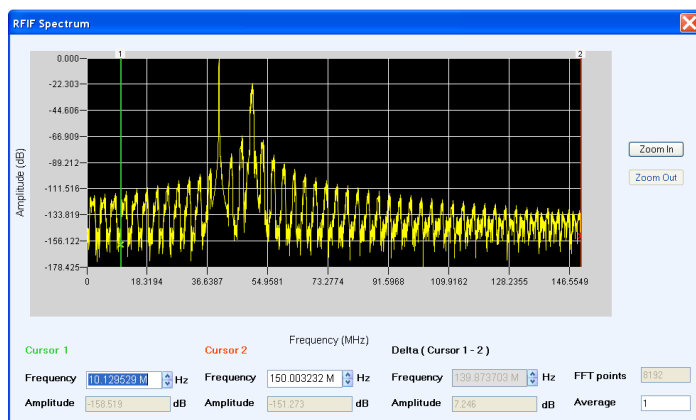 RFIF Spectrum
1
2
0.000
-22.303
-44.606
-66.909
-89.212
-111.516
-133.819
-156.122
-178.425
Amplitude (dB)
0
18.3194
36.6387
54.9581
73.2774
91.5968
109.9162
128.2355
146.5549
Frequency (MHz)
Zoom In
Zoom Out
Cursor 1
Cursor 2
Delta ( Cursor 1 - 2 )
Frequency 10.129529 M Hz
Frequency 150.003232 M Hz
Frequency 139.873703 M Hz
FFT points 8192
Amplitude -158.519 dB
Amplitude -151.273 dB
Amplitude 7.246 dB
Average 1